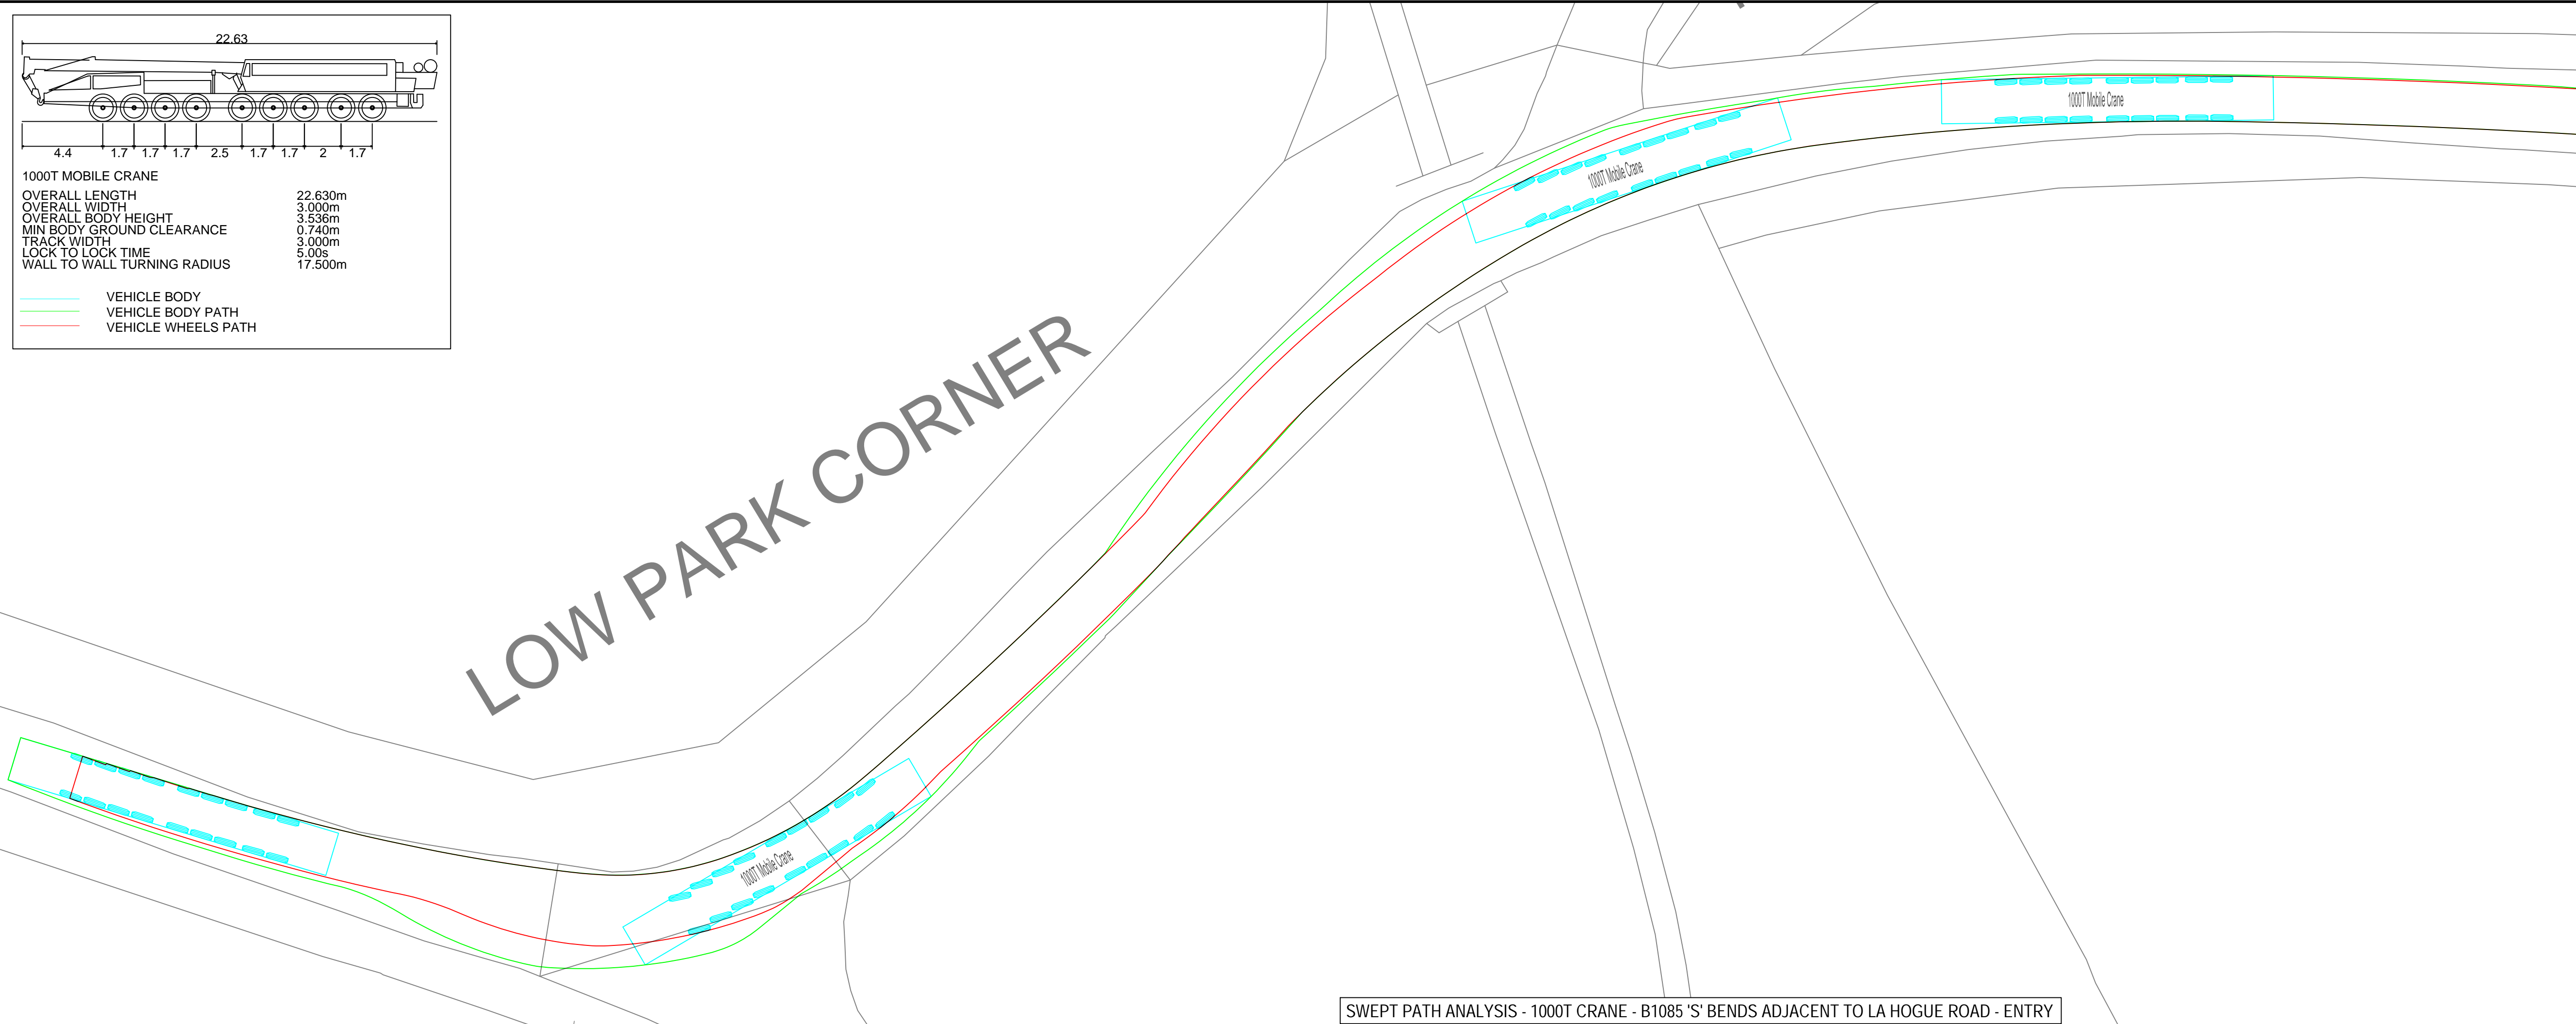 22.63
4.4 1.7 1.7 1.7 2.5 1.7 1.7 2 1.7
1000T MOBILE CRANE
OVERALL LENGTH 22.630m
OVERALL WIDTH 3.000m
OVERALL BODY HEIGHT 3.536m
MIN BODY GROUND CLEARANCE 0.740m
TRACK WIDTH 3.000m
LOCK TO LOCK TIME 5.00s
WALL TO WALL TURNING RADIUS 17.500m
VEHICLE BODY
VEHICLE BODY PATH
VEHICLE WHEELS PATH
1000T Mobile Crane
1000T Mobile Crane
LOW PARK CORNER
1000T Mobile Crane
SWEPT PATH ANALYSIS - 1000T CRANE - B1085 'S' BENDS ADJACENT TO LA HOGUE ROAD - ENTRY